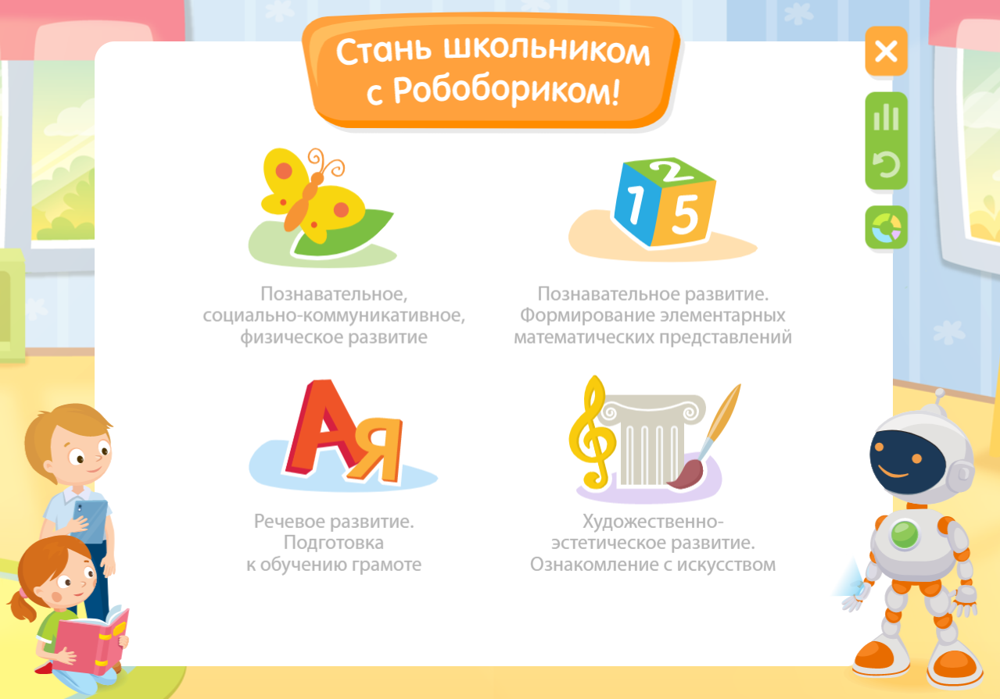 Стань школьником
с Робобориком!
1 2 5
Познавательное,
социально-коммуникативное,
физическое развитие
Познавательное развитие.
Формирование элементарных
математических представлений
А Я
Речевое развитие.
Подготовка
к обучению грамоте
Художественно-
эстетическое развитие.
Ознакомление с искусством